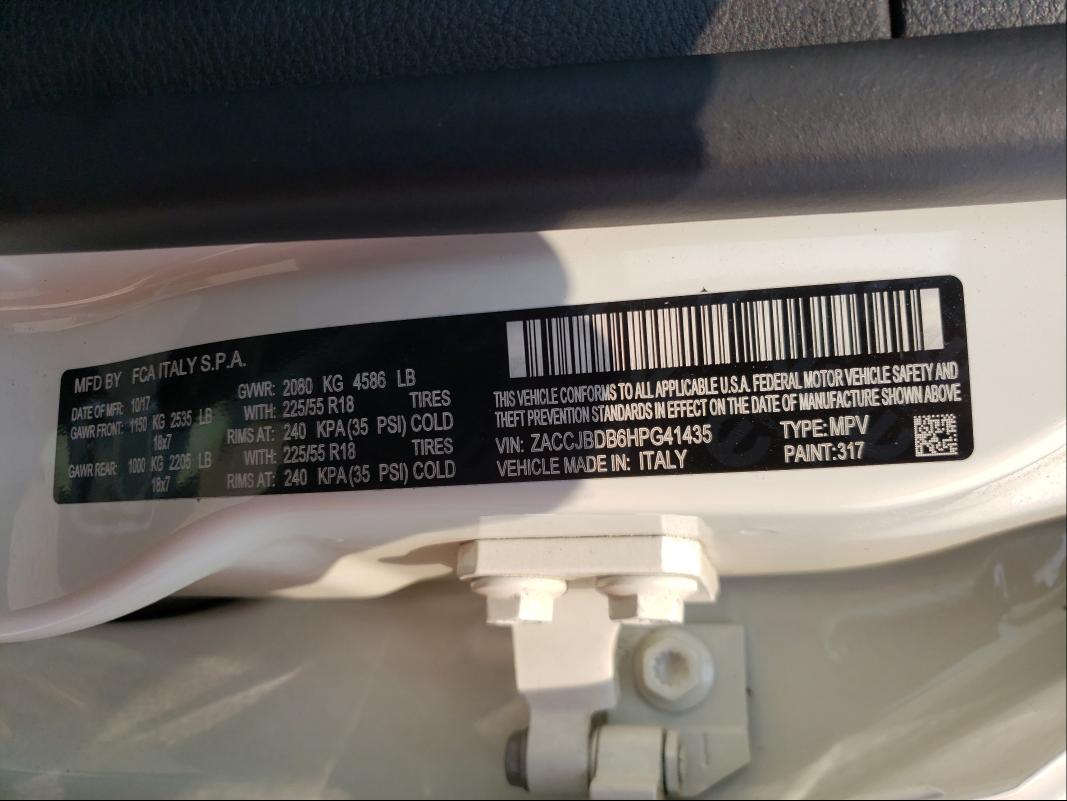 MFD BY FCA ITALY S.P.A.
DATE OF MFR: 10/17 GVWR: 2080 KG 4586 LB
GAWR FRONT: 1150 KG 2535 LB WITH: 225/55 R18 TIRES
18x7 RIMS AT: 240 KPA (35 PSI) COLD
GAWR REAR: 1000 KG 2205 LB WITH: 225/55 R18 TIRES
18x7 RIMS AT: 240 KPA (35 PSI) COLD
THIS VEHICLE CONFORMS TO ALL APPLICABLE U.S.A. FEDERAL MOTOR VEHICLE SAFETY AND
THEFT PREVENTION STANDARDS IN EFFECT ON THE DATE OF MANUFACTURE SHOWN ABOVE
VIN: ZACCJBDB6HPG41435 TYPE: MPV
VEHICLE MADE IN: ITALY PAINT:317